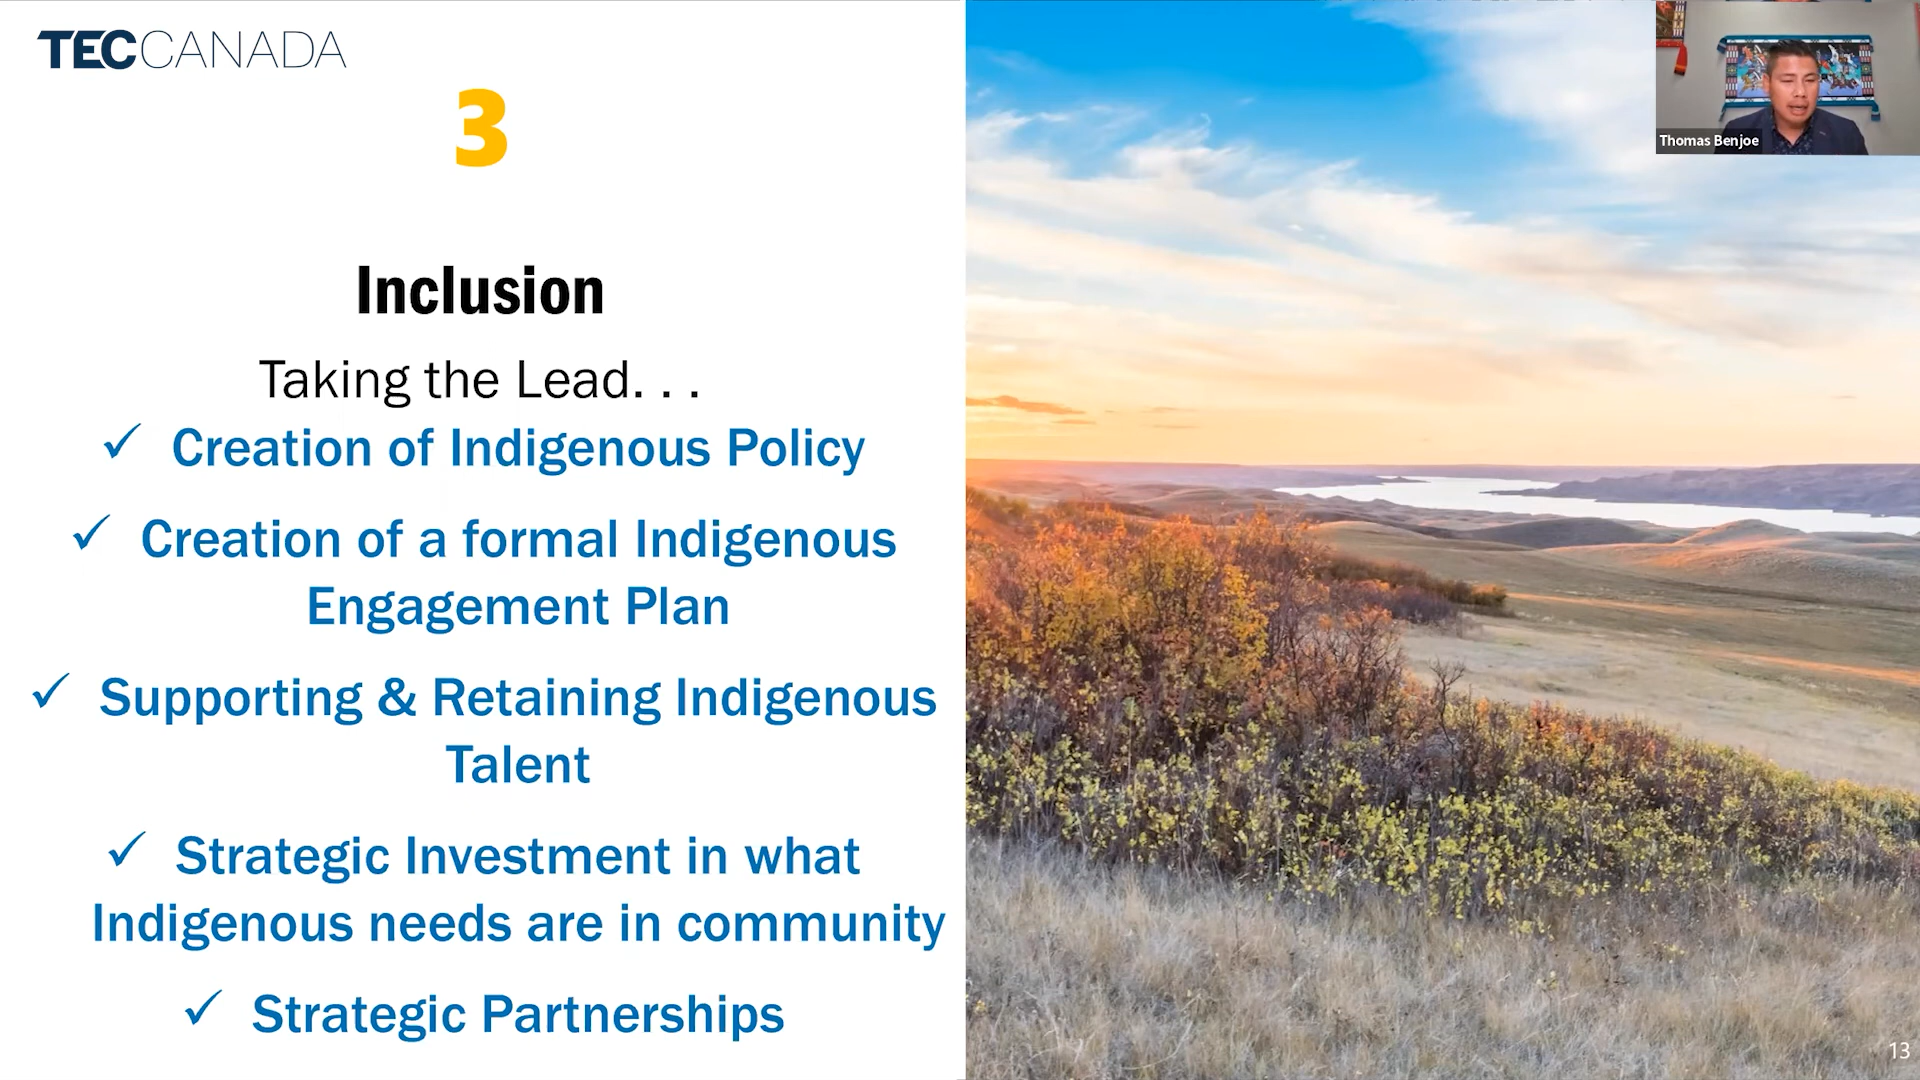 TECCANADA
3
Thomas Benjoe
Inclusion
Taking the Lead. . .
✓ Creation of Indigenous Policy
✓ Creation of a formal Indigenous
Engagement Plan
✓ Supporting & Retaining Indigenous
Talent
✓ Strategic Investment in what
Indigenous needs are in community
✓ Strategic Partnerships
13